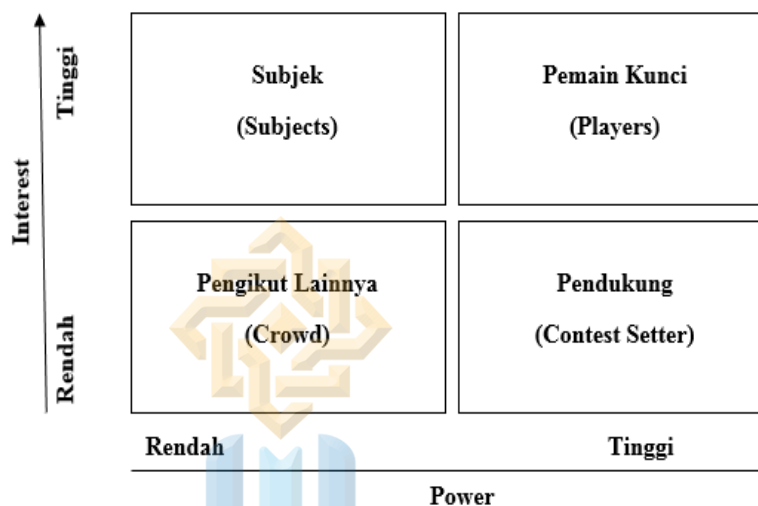 Interest
Tinggi
Rendah
Subjek
(Subjects)
Pemain Kunci
(Players)
Pengikut Lainnya
(Crowd)
Pendukung
(Contest Setter)
Rendah
Tinggi
Power